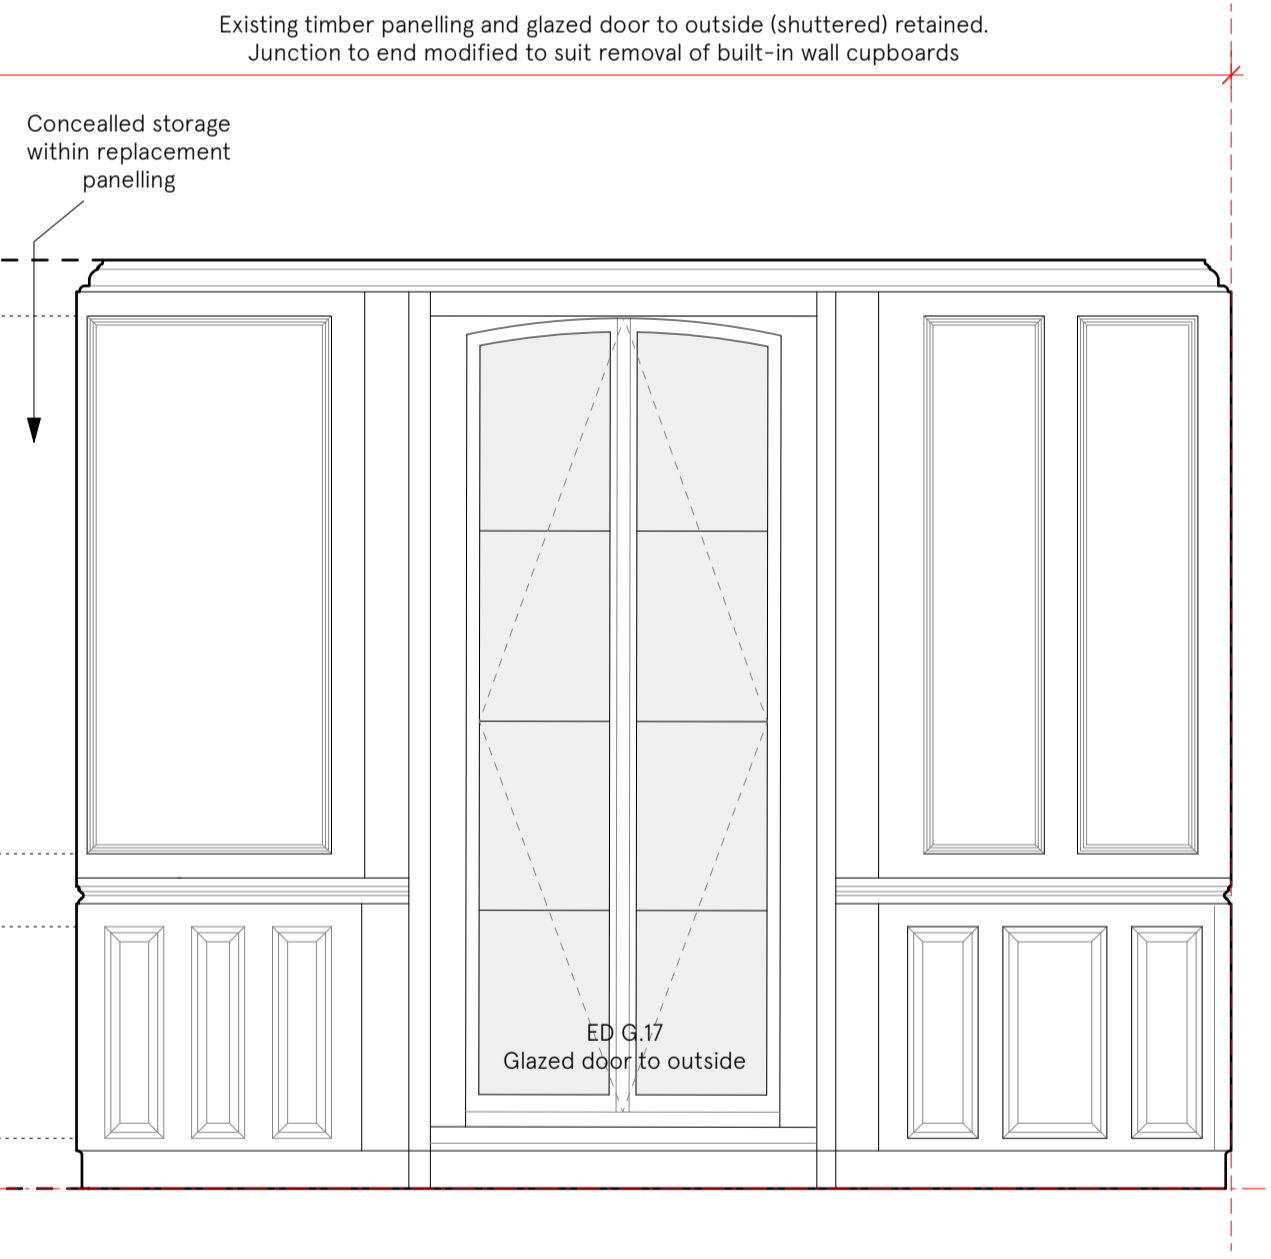 Existing timber panelling and glazed door to outside (shuttered) retained.
Junction to end modified to suit removal of built-in wall cupboards
Concealled storage
within replacement
panelling
ED G.17
Glazed door to outside